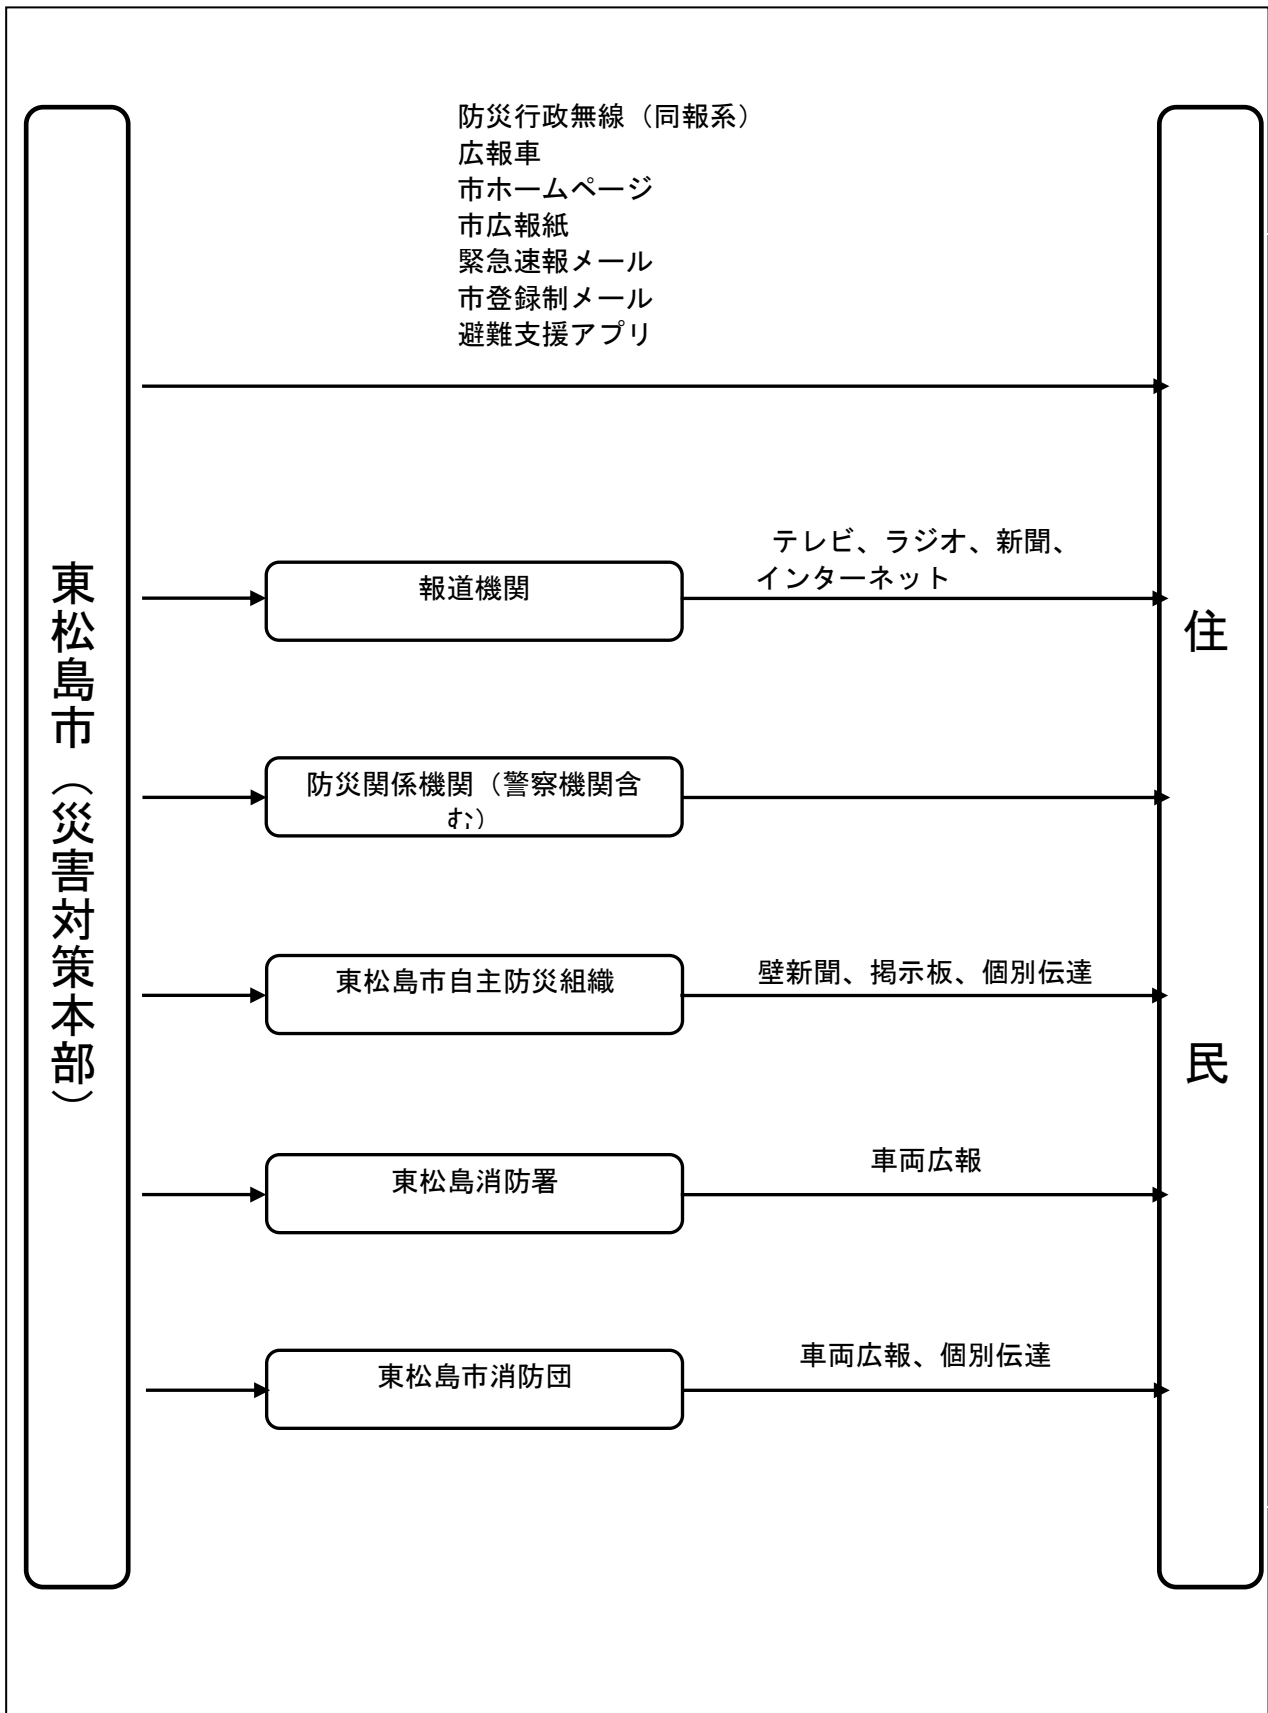 防災行政無線（同報系）
広報車
市ホームページ
市広報紙
緊急速報メール
市登録制メール
避難支援アプリ
東松島市（災害対策本部）
テレビ、ラジオ、新聞、
インターネット
報道機関
住民
防災関係機関（警察機関含
む）
東松島市自主防災組織
壁新聞、掲示板、個別伝達
東松島消防署
車両広報
東松島市消防団
車両広報、個別伝達